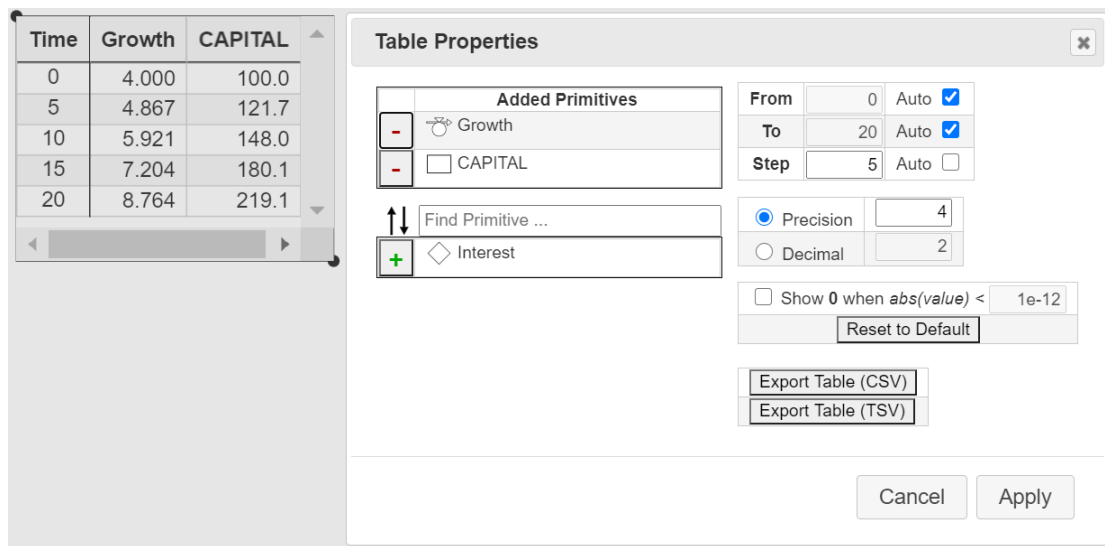 Time Growth CAPITAL
0 4.000 100.0
5 4.867 121.7
10 5.921 148.0
15 7.204 180.1
20 8.764 219.1
Table Properties
Added Primitives
- Growth
- CAPITAL
Find Primitive ...
+ Interest
From 0 Auto
To 20 Auto
Step 5 Auto
Precision 4
Decimal 2
Show 0 when abs(value) < 1e-12
Reset to Default
Export Table (CSV)
Export Table (TSV)
Cancel Apply